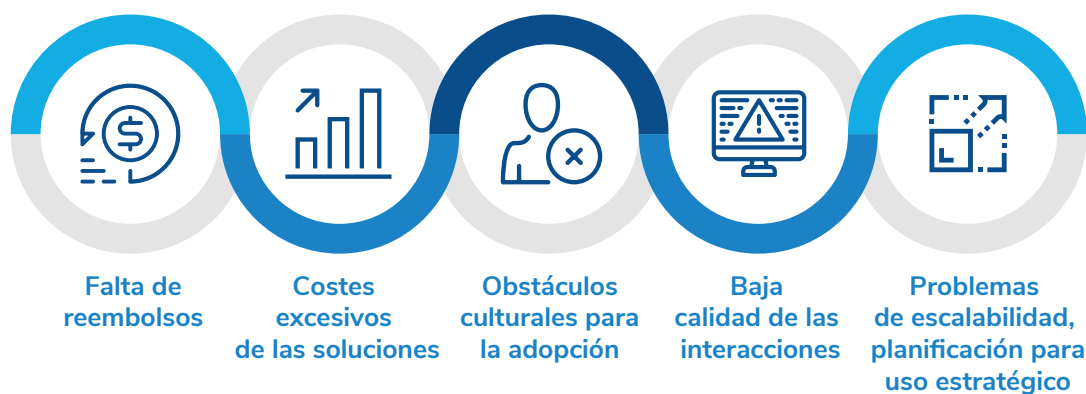 Falta de
reembolsos
Costes
excesivos
de las soluciones
Obstáculos
culturales para
la adopción
Baja
calidad de las
interacciones
Problemas
de escalabilidad,
planificación para
uso estratégico